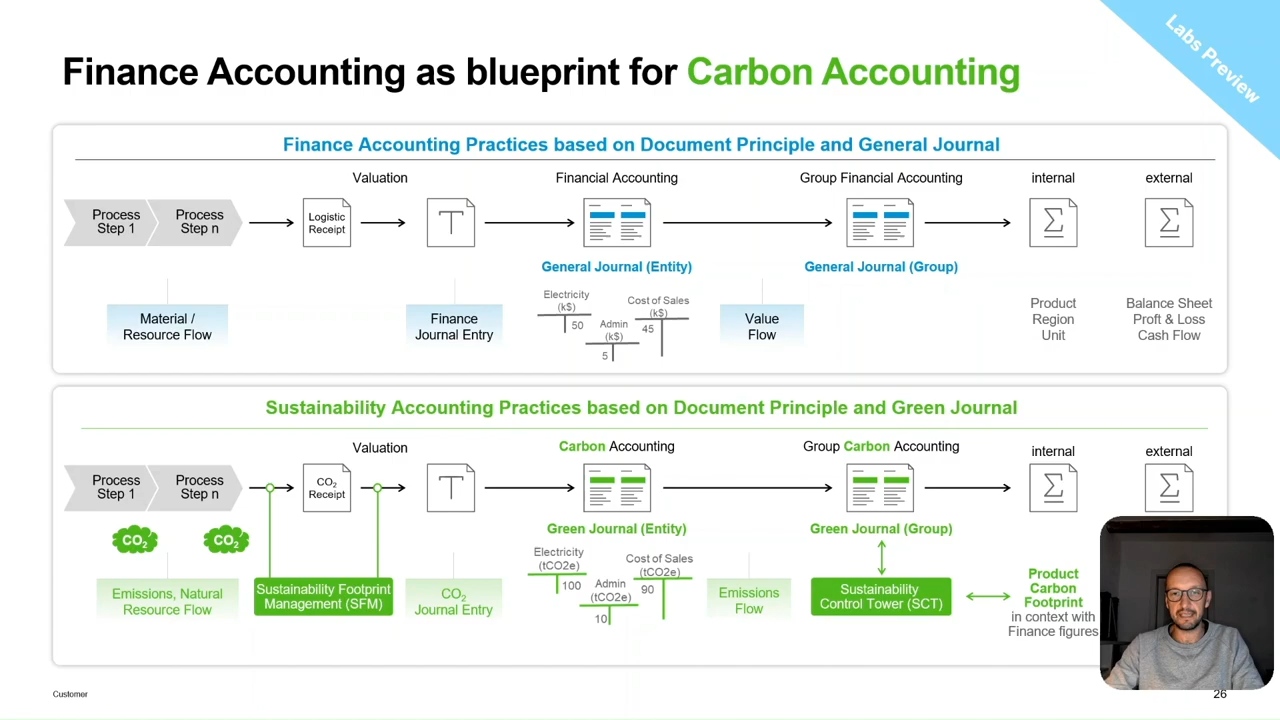 Labs Preview
Finance Accounting as blueprint for Carbon Accounting
Finance Accounting Practices based on Document Principle and General Journal
Valuation
Financial Accounting
Group Financial Accounting
internal
external
Process
Step 1
Process
Step n
Logistic
Receipt
T
Σ
Σ
General Journal (Entity)
General Journal (Group)
Material /
Resource Flow
Finance
Journal Entry
Electricity
(k$)
50
Admin
(k$)
5
Cost of Sales
(k$)
45
Value
Flow
Product
Region
Unit
Balance Sheet
Proft & Loss
Cash Flow
Sustainability Accounting Practices based on Document Principle and Green Journal
Valuation
Carbon Accounting
Group Carbon Accounting
internal
external
Process
Step 1
Process
Step n
CO2
Receipt
T
Σ
Σ
CO2
CO2
Green Journal (Entity)
Green Journal (Group)
Emissions, Natural
Resource Flow
Sustainability Footprint
Management (SFM)
CO2
Journal Entry
Electricity
(tCO2e)
100
Admin
(tCO2e)
10
Cost of Sales
(tCO2e)
90
Emissions
Flow
Sustainability
Control Tower (SCT)
Product
Carbon
Footprint
in context with
Finance figures
Customer
26